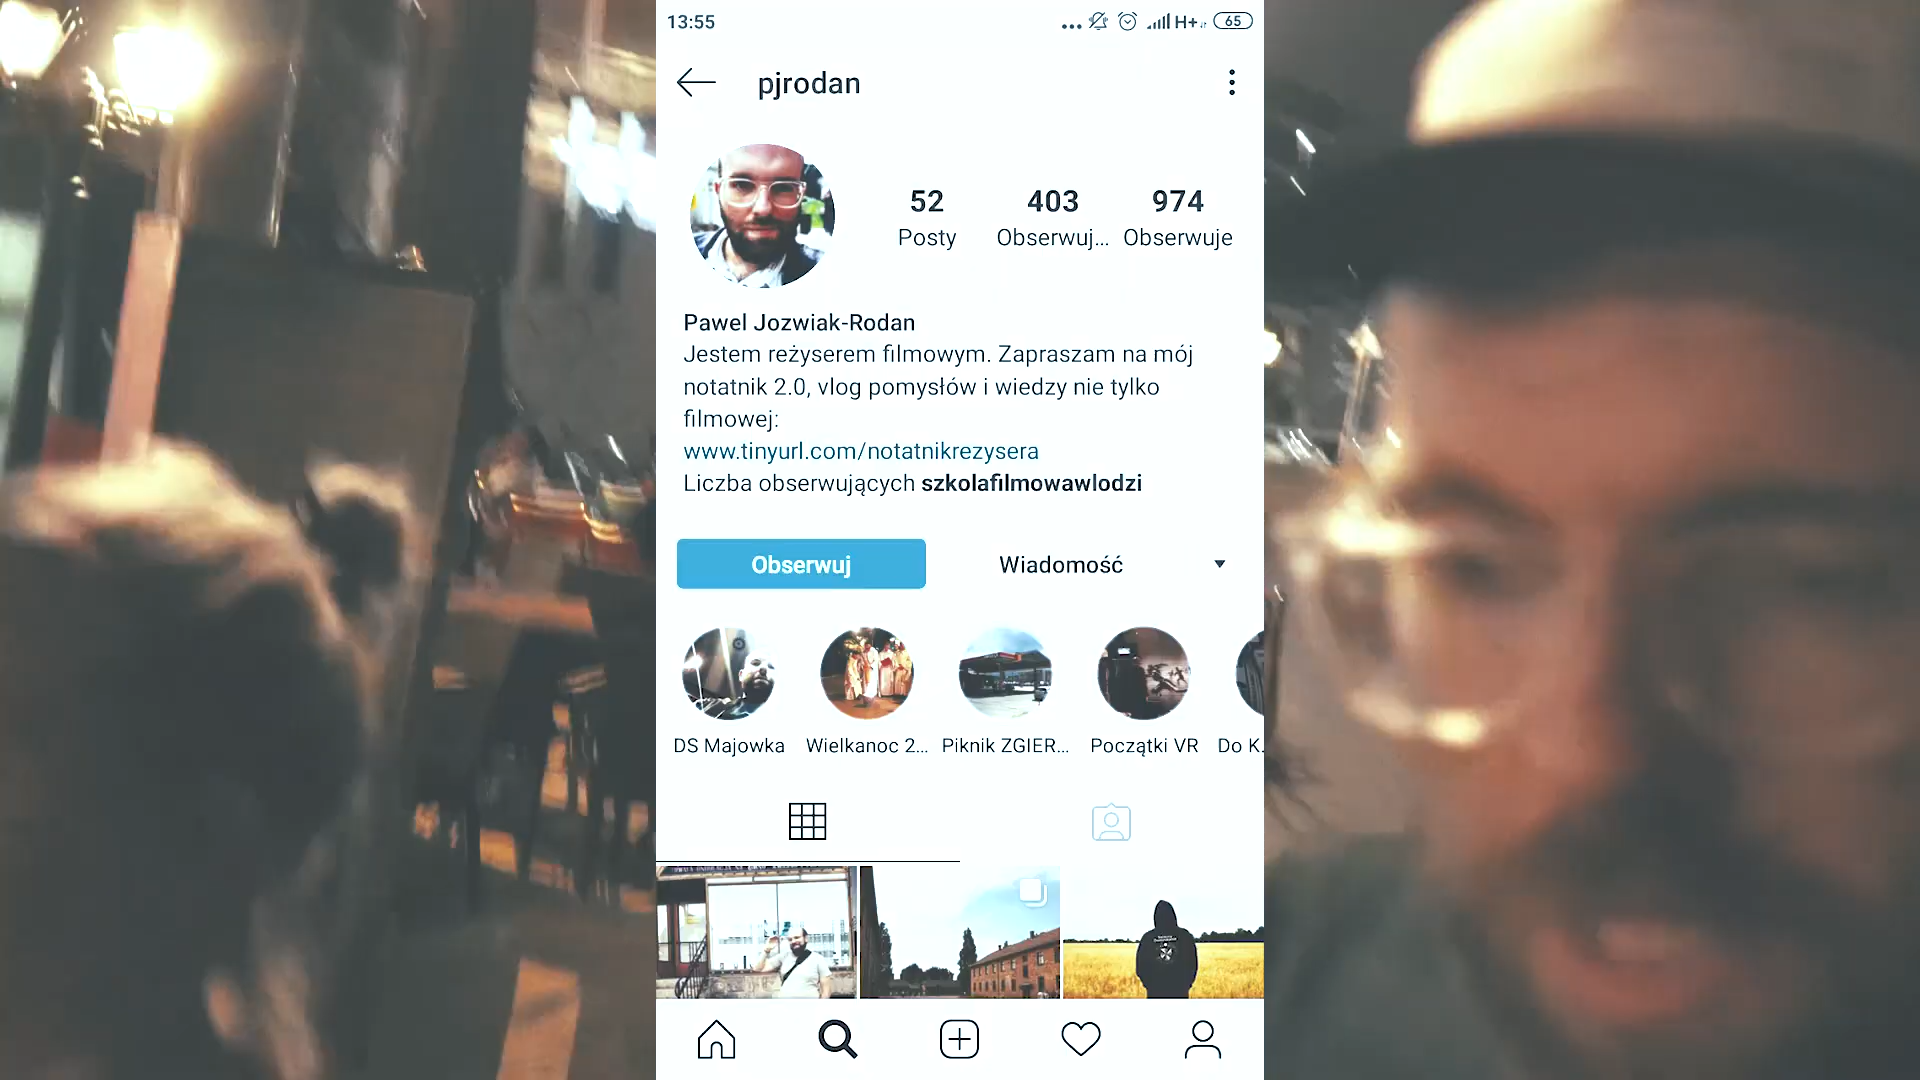 13:55
H+
65
pjrodan
52
403
974
Posty
Obserwuj...
Obserwuje
Pawel Jozwiak-Rodan
Jestem reżyserem filmowym. Zapraszam na mój
notatnik 2.0, vlog pomysłów i wiedzy nie tylko
filmowej:
www.tinyurl.com/notatnikrezysera
Liczba obserwujących szkolafilmowawlodzi
Obserwuj
Wiadomość
DS Majowka
Wielkanoc 2...
Piknik ZGIER...
Początki VR
Do K.